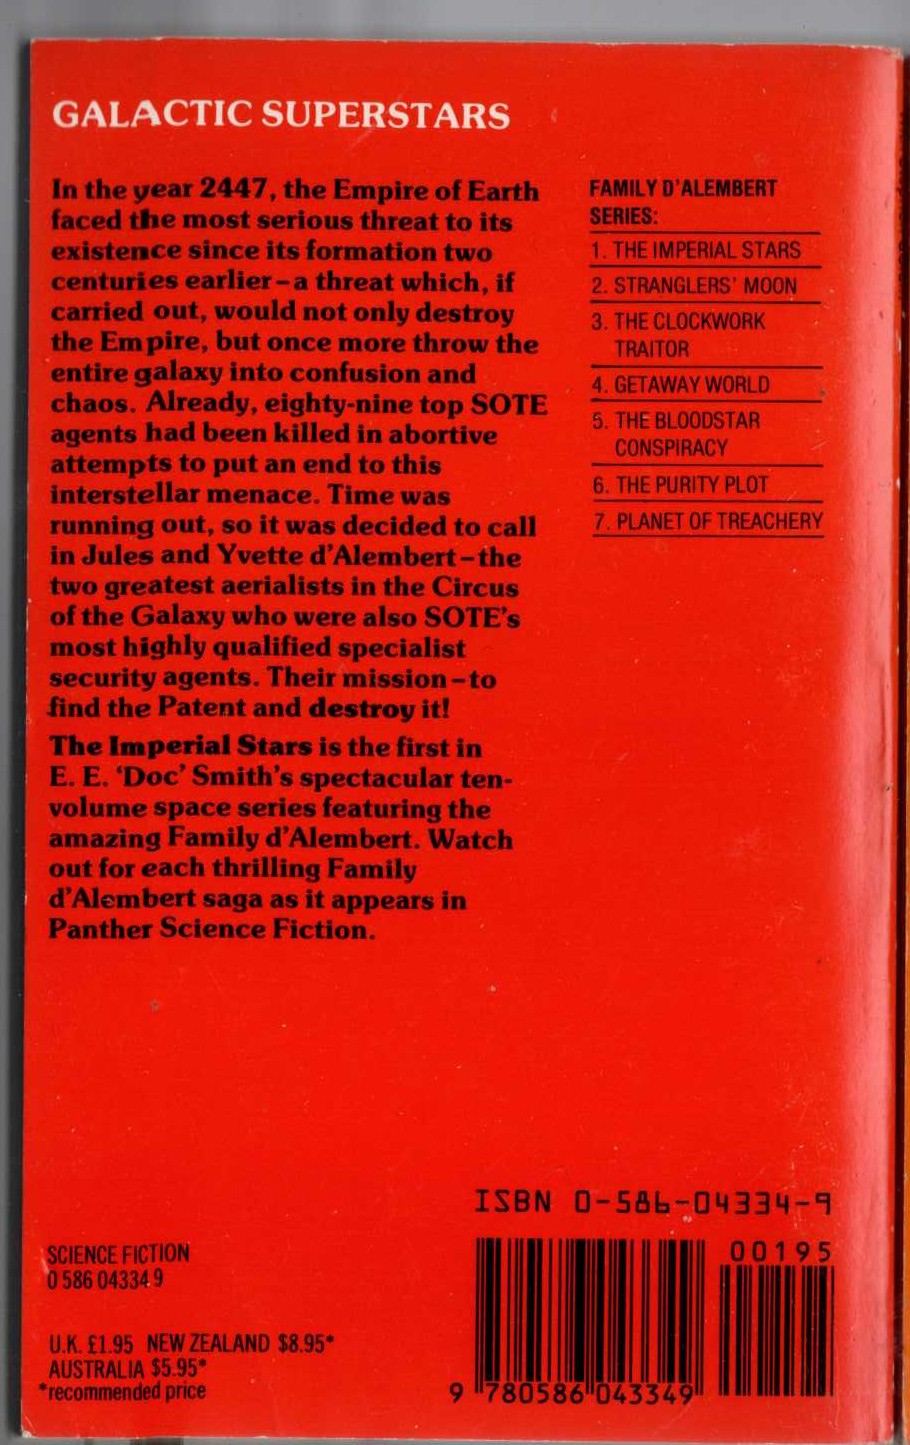 GALACTIC SUPERSTARS
In the year 2447, the Empire of Earth
faced the most serious threat to its
existence since its formation two
centuries earlier–a threat which, if
carried out, would not only destroy
the Empire, but once more throw the
entire galaxy into confusion and
chaos. Already, eighty-nine top SOTE
agents had been killed in abortive
attempts to put an end to this
interstellar menace. Time was
running out, so it was decided to call
in Jules and Yvette d'Alembert–the
two greatest aerialists in the Circus
of the Galaxy who were also SOTE's
most highly qualified specialist
security agents. Their mission–to
find the Patent and destroy it!
The Imperial Stars is the first in
E. E. 'Doc' Smith's spectacular ten-
volume space series featuring the
amazing Family d'Alembert. Watch
out for each thrilling Family
d'Alembert saga as it appears in
Panther Science Fiction.
FAMILY D'ALEMBERT
SERIES:
1. THE IMPERIAL STARS
2. STRANGLERS' MOON
3. THE CLOCKWORK
TRAITOR
4. GETAWAY WORLD
5. THE BLOODSTAR
CONSPIRACY
6. THE PURITY PLOT
7. PLANET OF TREACHERY
SCIENCE FICTION
0 586 04334 9
U.K. £1.95 NEW ZEALAND $8.95*
AUSTRALIA $5.95*
*recommended price
ISBN 0-586-04334-9
00195
9 780586 043349